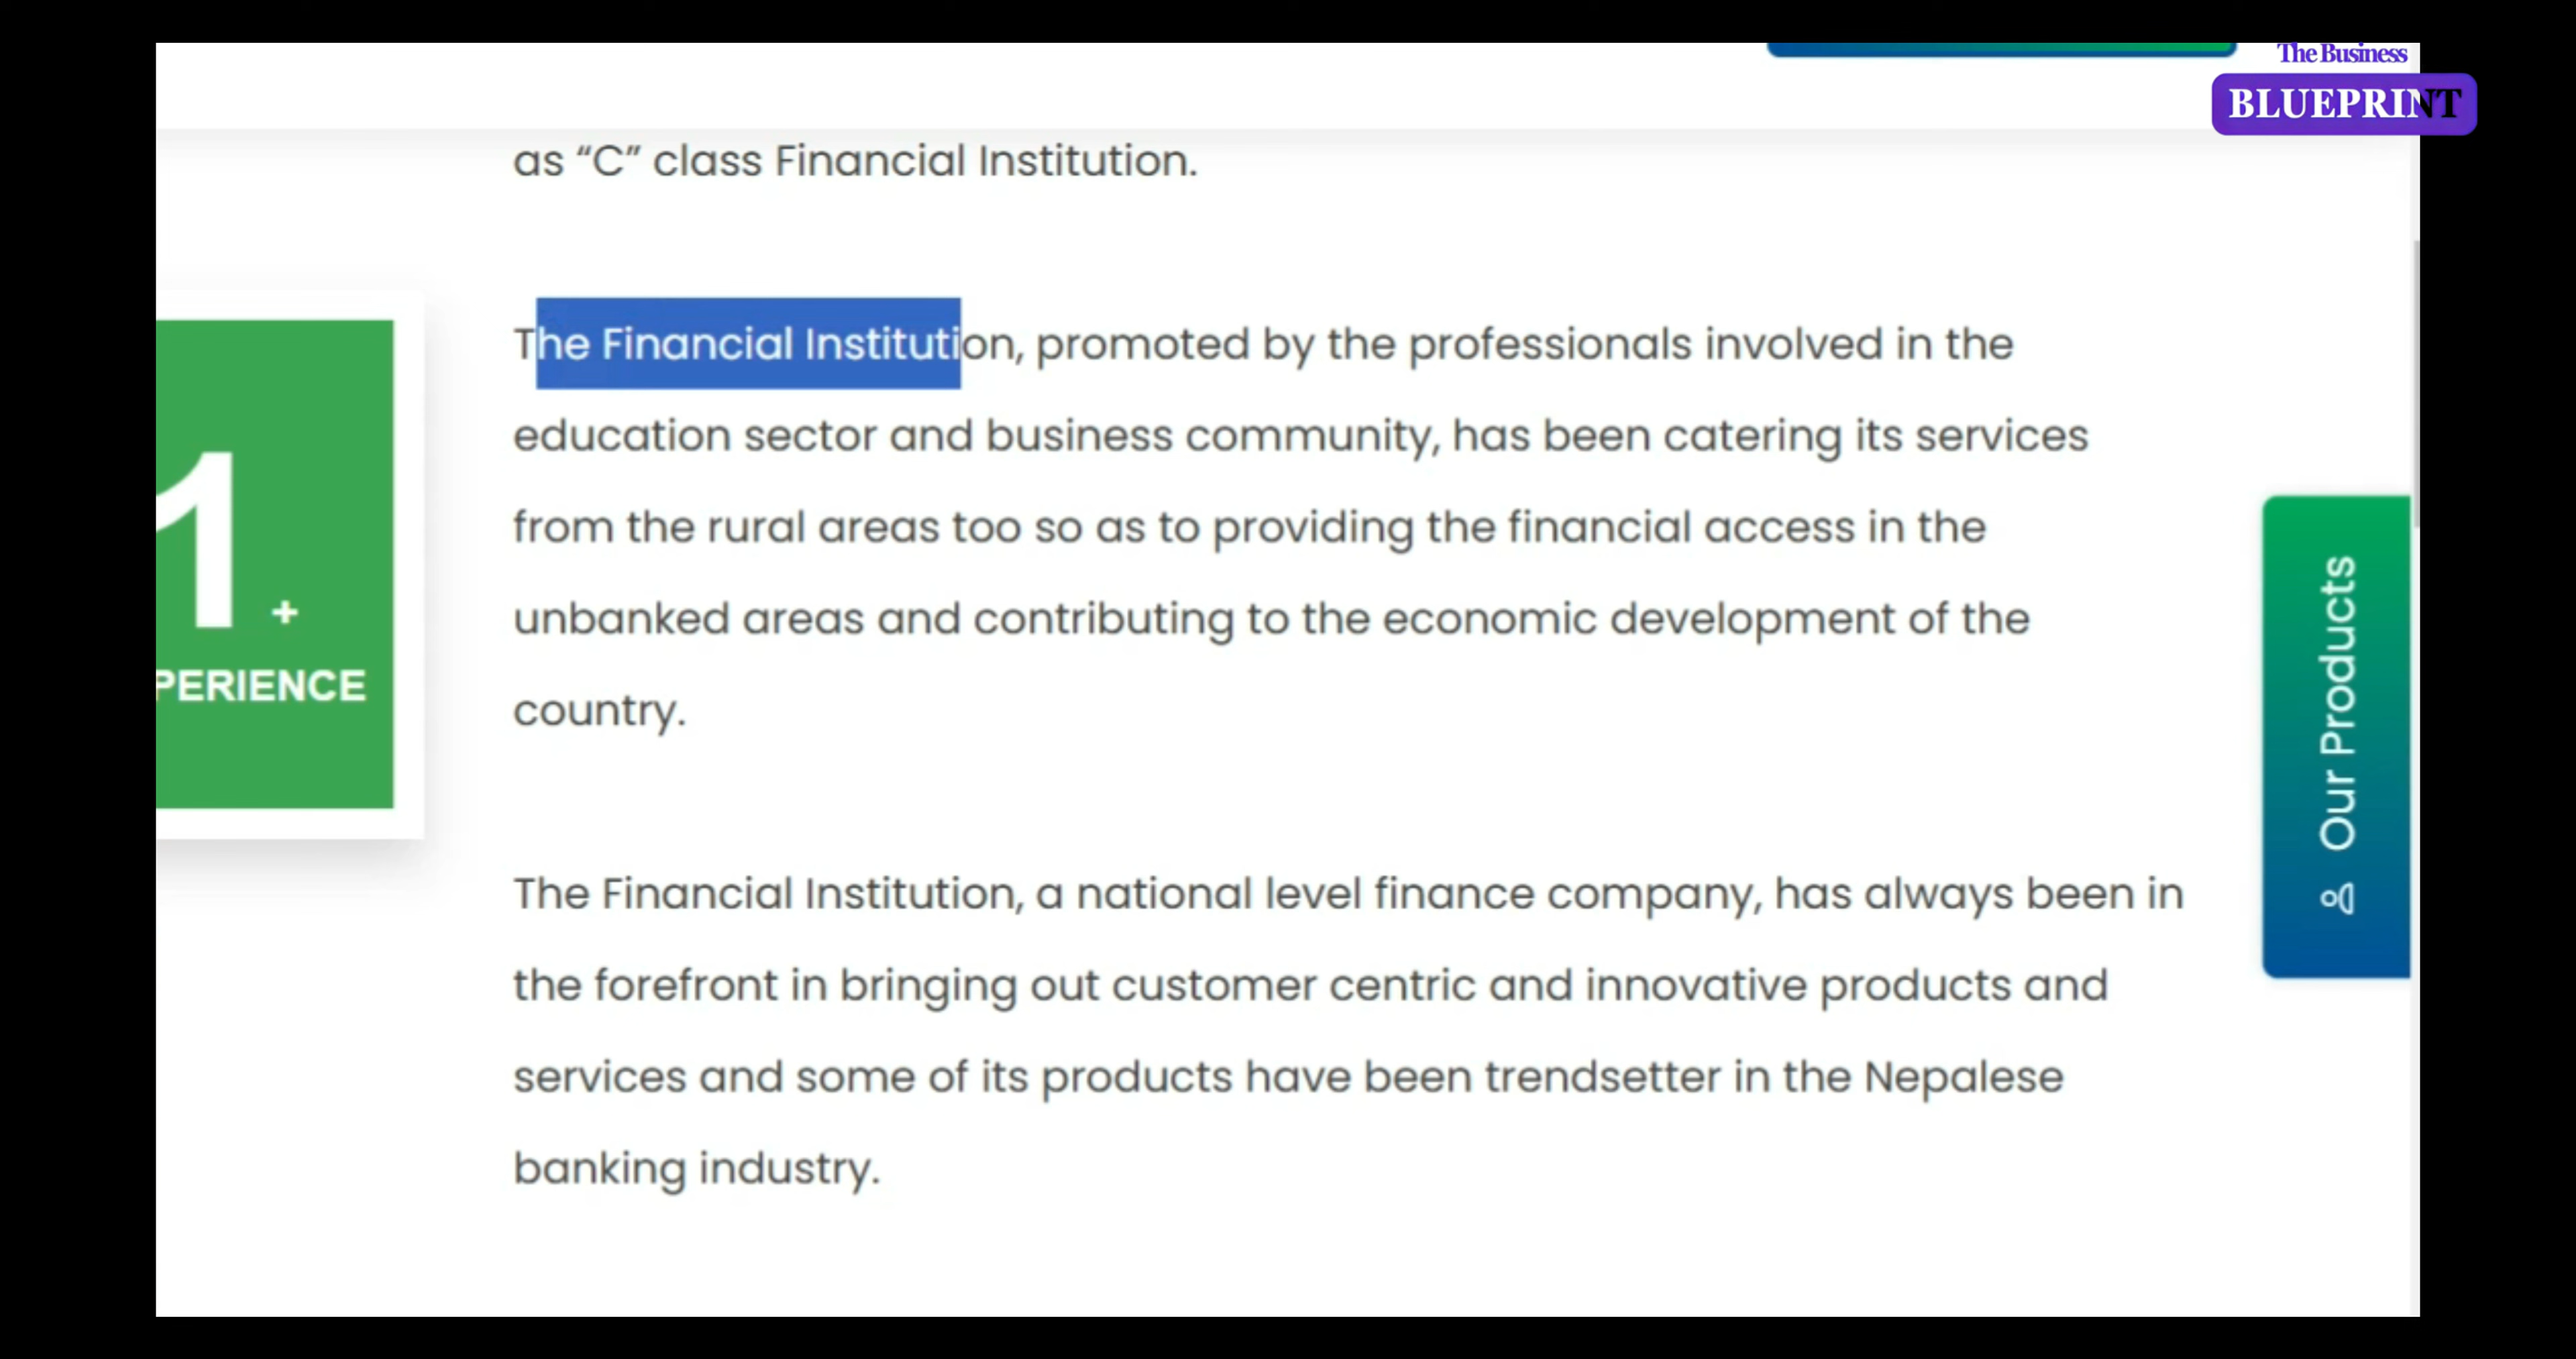 The Business
BLUEPRINT
as “C” class Financial Institution.
The Financial Institution, promoted by the professionals involved in the
education sector and business community, has been catering its services
from the rural areas too so as to providing the financial access in the
unbanked areas and contributing to the economic development of the
country.
1+
PERIENCE
The Financial Institution, a national level finance company, has always been in
the forefront in bringing out customer centric and innovative products and
services and some of its products have been trendsetter in the Nepalese
banking industry.
Our Products